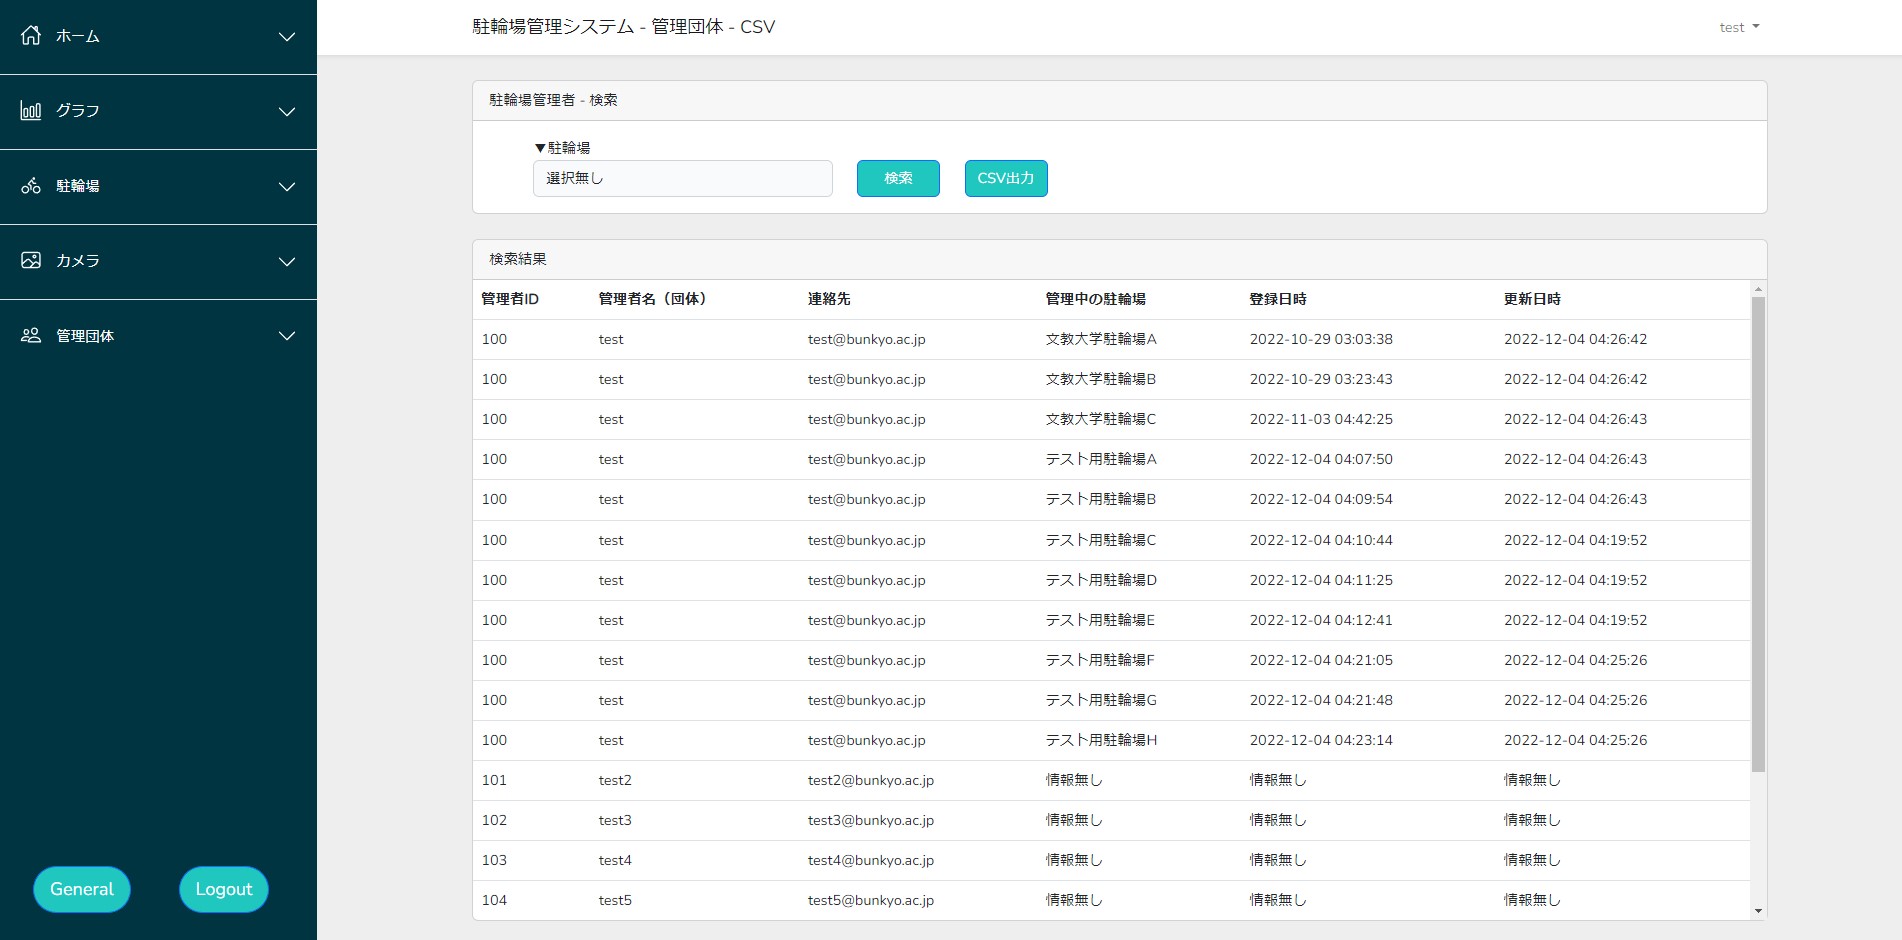 ホーム
グラフ
駐輪場
カメラ
管理団体
General
Logout
駐輪場管理システム - 管理団体 - CSV
test
駐輪場管理者 - 検索
▼駐輪場
選択無し
検索
CSV出力
検索結果
管理者ID 管理者名（団体） 連絡先 管理中の駐輪場 登録日時 更新日時
100 test test@bunkyo.ac.jp 文教大学駐輪場A 2022-10-29 03:03:38 2022-12-04 04:26:42
100 test test@bunkyo.ac.jp 文教大学駐輪場B 2022-10-29 03:23:43 2022-12-04 04:26:42
100 test test@bunkyo.ac.jp 文教大学駐輪場C 2022-11-03 04:42:25 2022-12-04 04:26:43
100 test test@bunkyo.ac.jp テスト用駐輪場A 2022-12-04 04:07:50 2022-12-04 04:26:43
100 test test@bunkyo.ac.jp テスト用駐輪場B 2022-12-04 04:09:54 2022-12-04 04:26:43
100 test test@bunkyo.ac.jp テスト用駐輪場C 2022-12-04 04:10:44 2022-12-04 04:19:52
100 test test@bunkyo.ac.jp テスト用駐輪場D 2022-12-04 04:11:25 2022-12-04 04:19:52
100 test test@bunkyo.ac.jp テスト用駐輪場E 2022-12-04 04:12:41 2022-12-04 04:19:52
100 test test@bunkyo.ac.jp テスト用駐輪場F 2022-12-04 04:21:05 2022-12-04 04:25:26
100 test test@bunkyo.ac.jp テスト用駐輪場G 2022-12-04 04:21:48 2022-12-04 04:25:26
100 test test@bunkyo.ac.jp テスト用駐輪場H 2022-12-04 04:23:14 2022-12-04 04:25:26
101 test2 test2@bunkyo.ac.jp 情報無し 情報無し 情報無し
102 test3 test3@bunkyo.ac.jp 情報無し 情報無し 情報無し
103 test4 test4@bunkyo.ac.jp 情報無し 情報無し 情報無し
104 test5 test5@bunkyo.ac.jp 情報無し 情報無し 情報無し